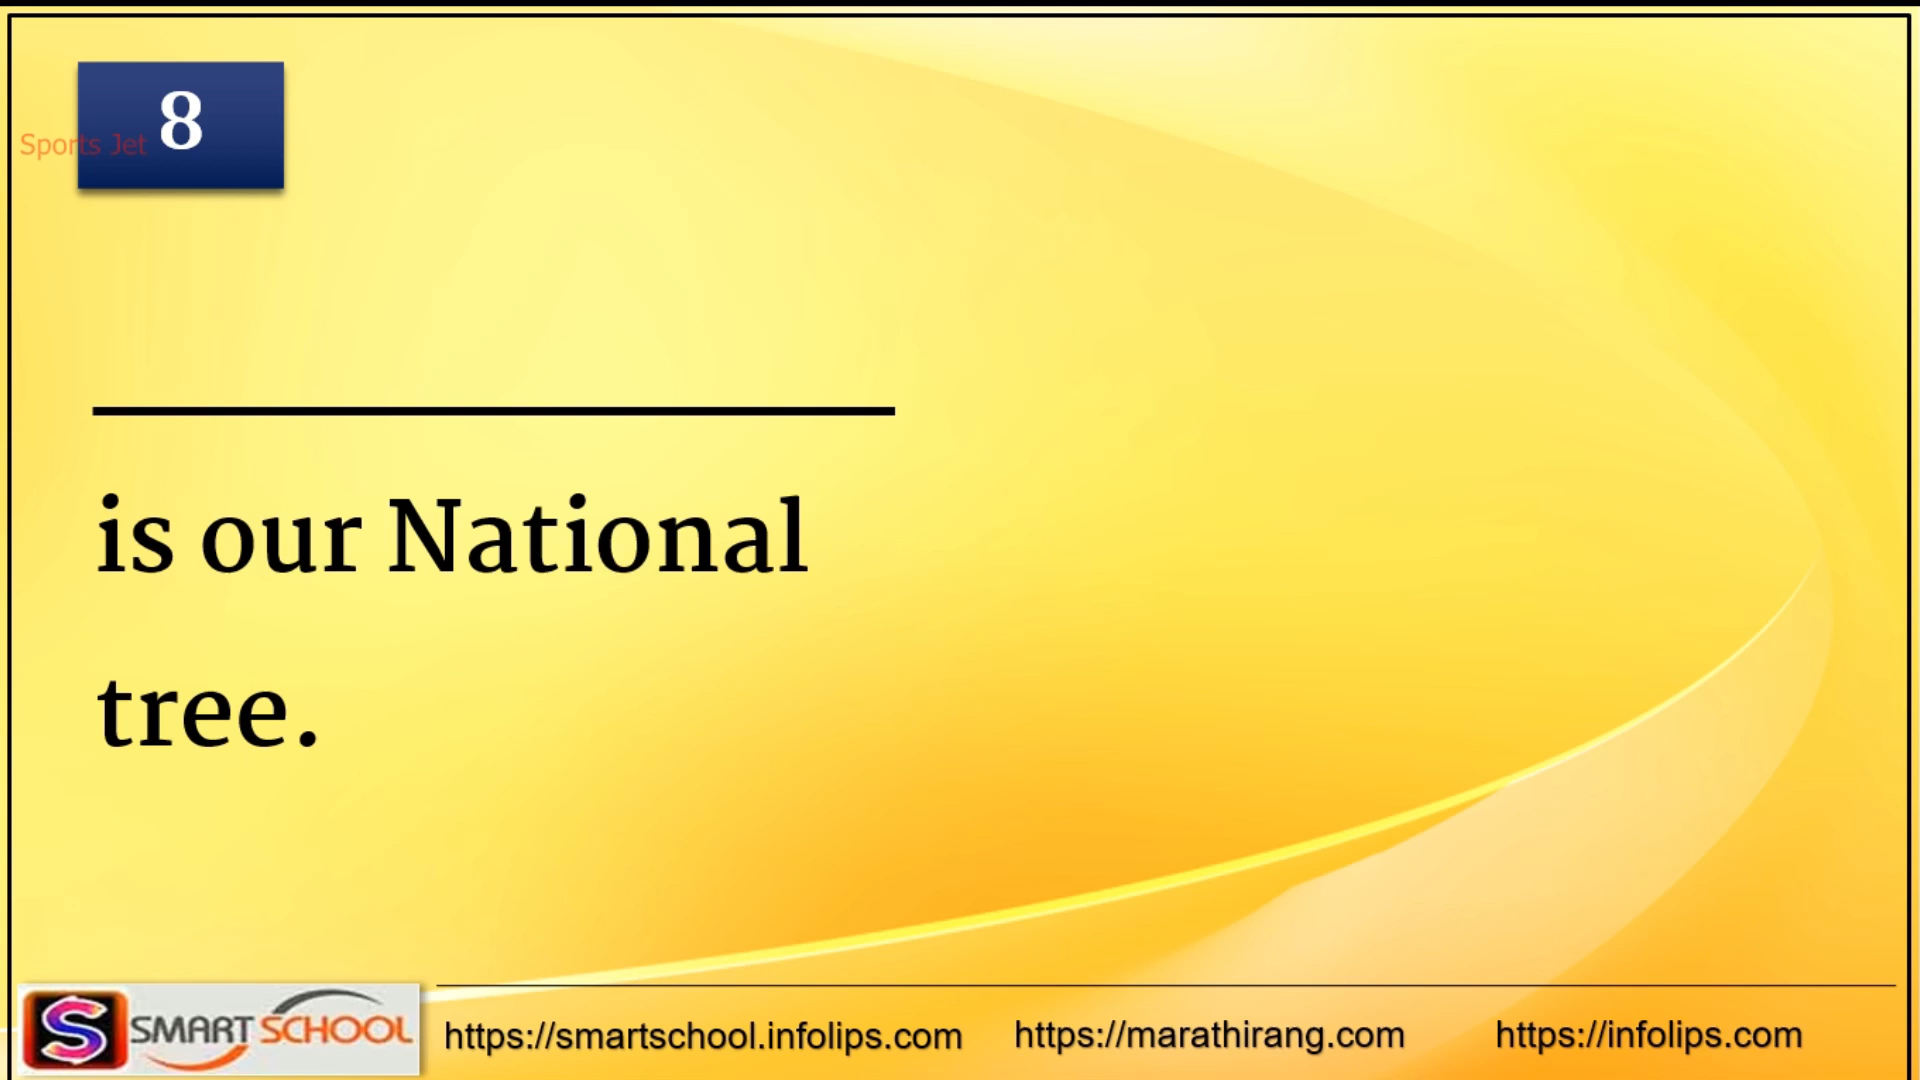 8
Sports Jet
is our National
tree.
S SMART SCHOOL
https://smartschool.infolips.com https://marathirang.com https://infolips.com